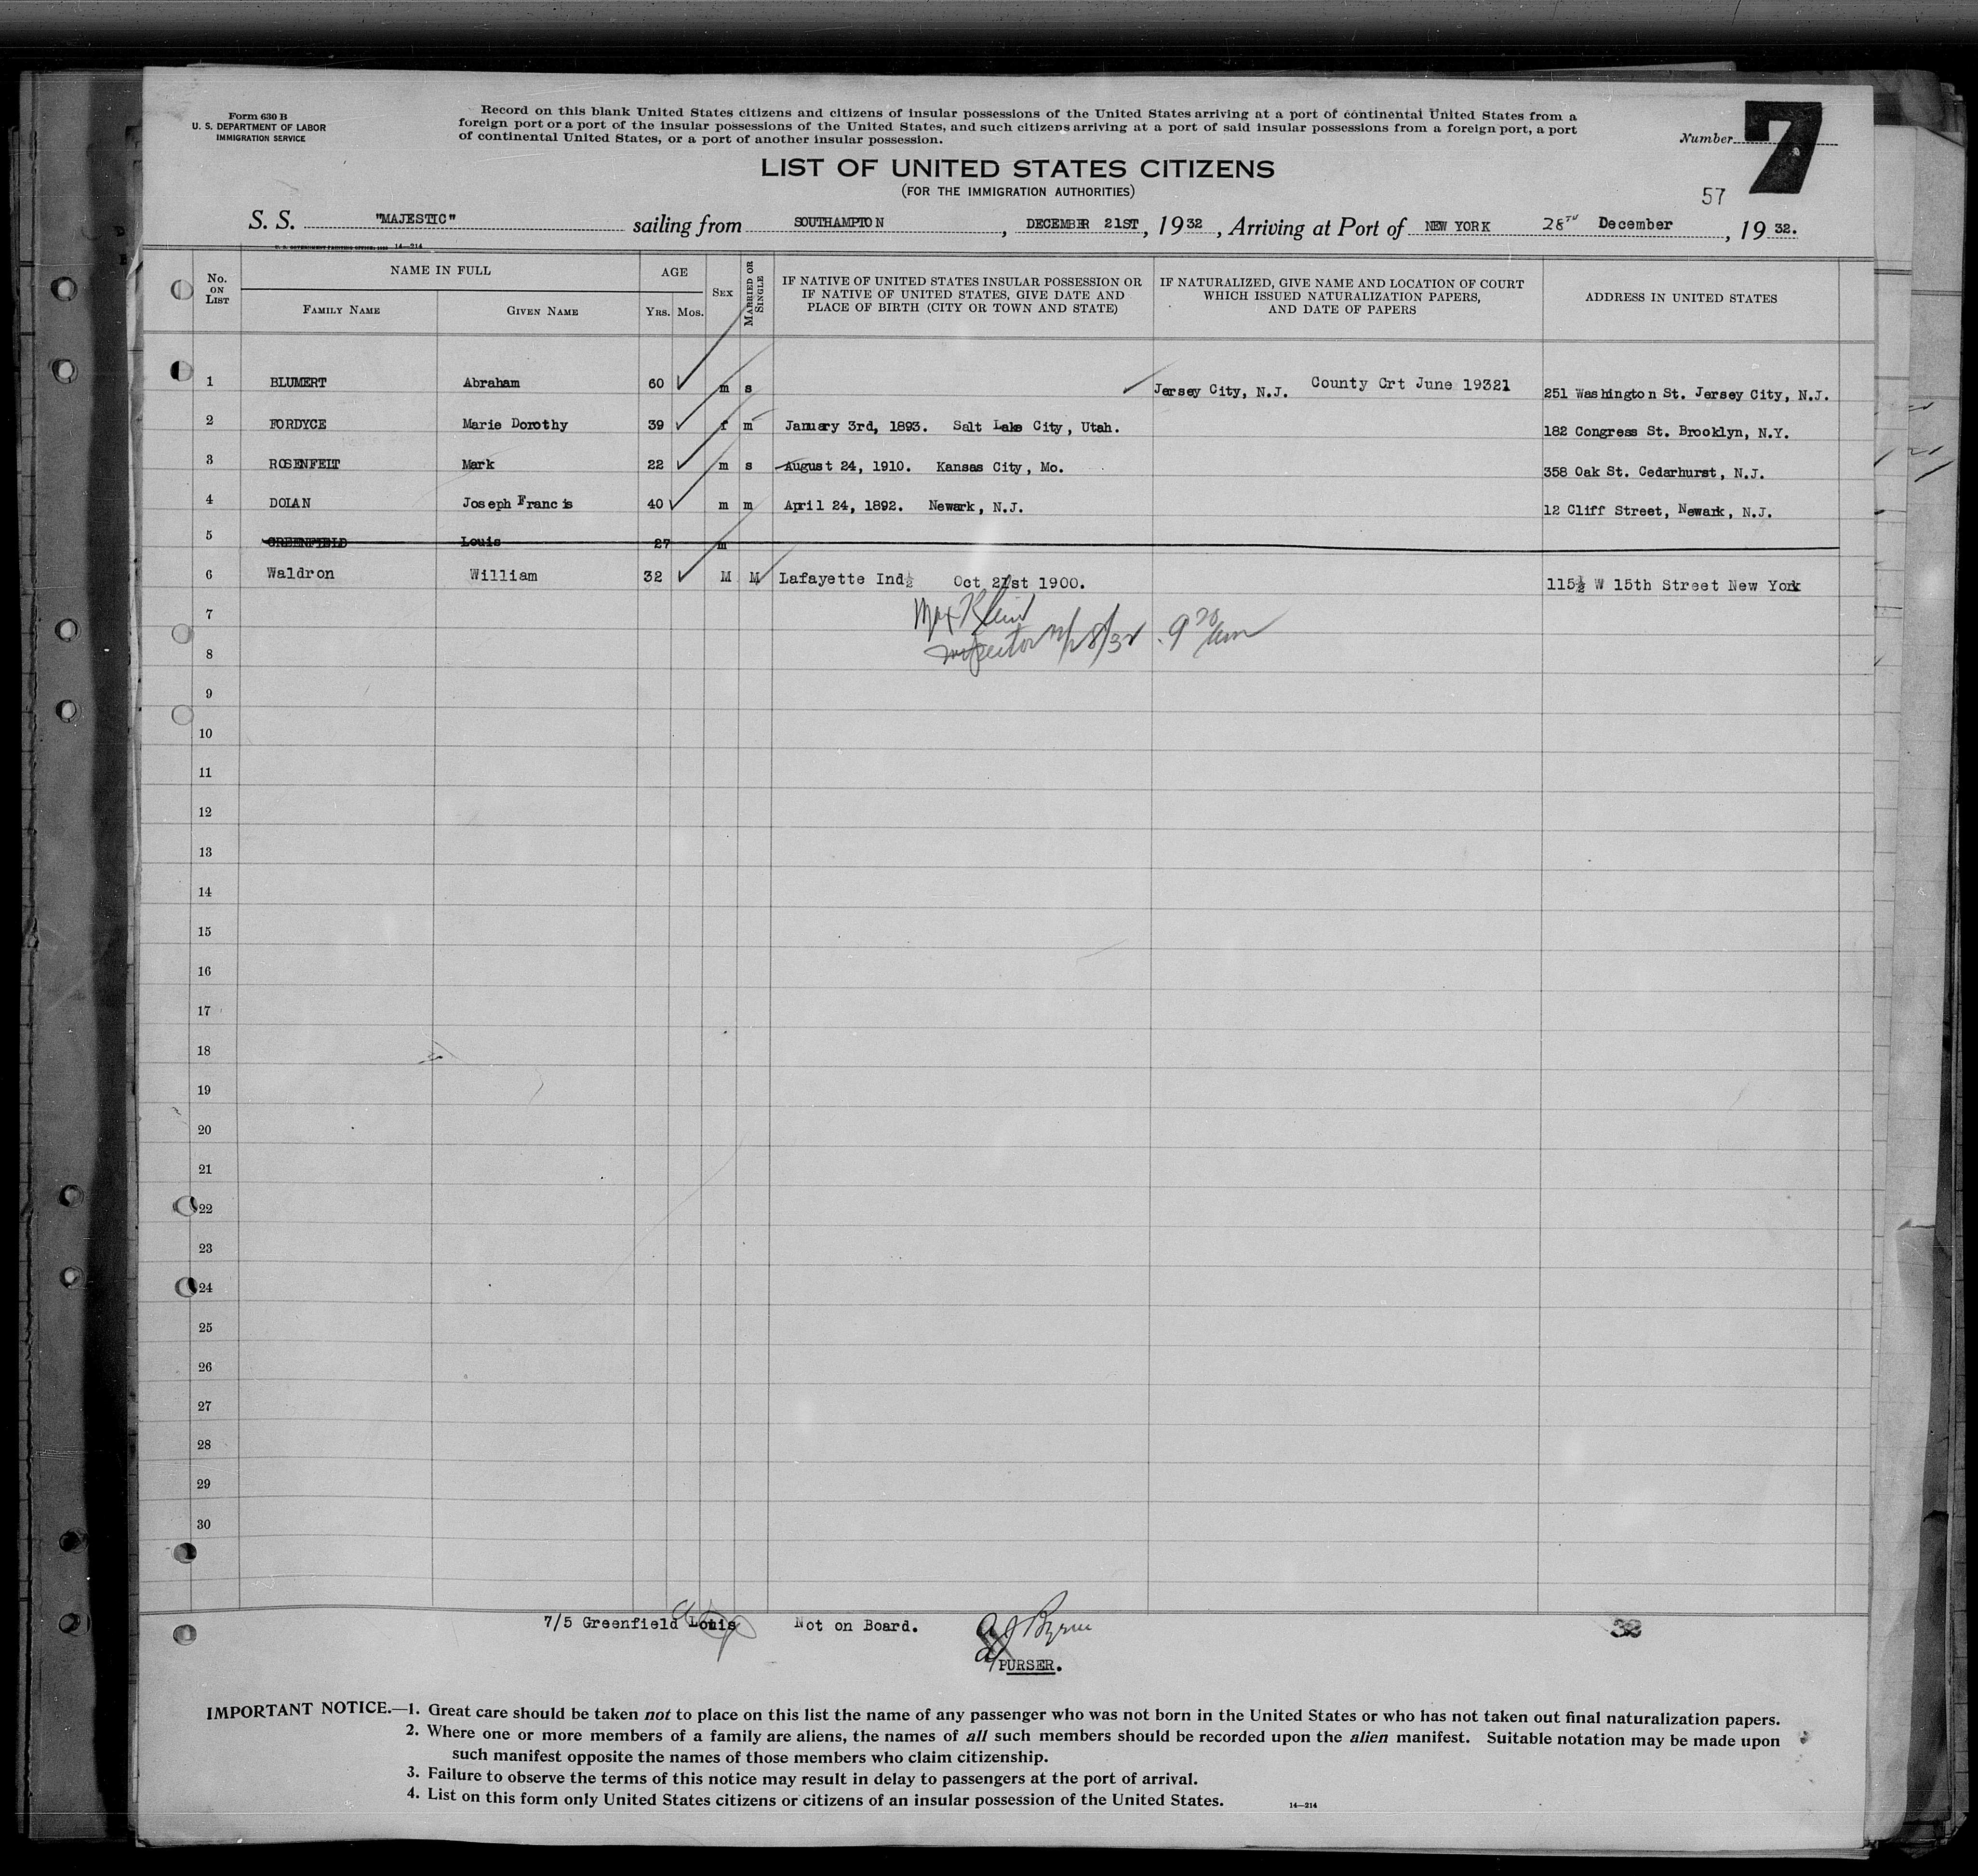 Form 630 B
U. S. DEPARTMENT OF LABOR
IMMIGRATION SERVICE
Record on this blank United States citizens and citizens of insular possessions of the United States arriving at a port of continental United States from a
foreign port or a port of the insular possessions of the United States, and such citizens arriving at a port of said insular possessions from a foreign port, a port
of continental United States, or a port of another insular possession.
Number 7
LIST OF UNITED STATES CITIZENS
(FOR THE IMMIGRATION AUTHORITIES)
57
S. S. "MAJESTIC" sailing from SOUTHAMPTON, DECEMBER 21ST, 1932, Arriving at Port of NEW YORK 28TH December, 1932.
U. S. GOVERNMENT PRINTING OFFICE 14—214
No. ON LIST
NAME IN FULL
FAMILY NAME
GIVEN NAME
AGE
YRS. MOS.
SEX
MARRIED OR SINGLE
IF NATIVE OF UNITED STATES INSULAR POSSESSION OR
IF NATIVE OF UNITED STATES, GIVE DATE AND
PLACE OF BIRTH (CITY OR TOWN AND STATE)
IF NATURALIZED, GIVE NAME AND LOCATION OF COURT
WHICH ISSUED NATURALIZATION PAPERS,
AND DATE OF PAPERS
ADDRESS IN UNITED STATES
1 BLUMERT Abraham 60 m s Jersey City, N.J. County Crt June 19321 251 Washington St. Jersey City, N.J.
2 FORDYCE Marie Dorothy 39 f m January 3rd, 1893. Salt Lake City, Utah. 182 Congress St. Brooklyn, N.Y.
3 ROSENFELT Mark 22 m s August 24, 1910. Kansas City, Mo. 358 Oak St. Cedarhurst, N.J.
4 DOLAN Joseph Francis 40 m m April 24, 1892. Newark, N.J. 12 Cliff Street, Newark, N.J.
5 GREENFIELD Louis 27 m
6 Waldron William 32 M M Lafayette Ind½ Oct 21st 1900. 115½ W 15th Street New York
7
Max Klein
8
Inspector 12/28/32 . 9 20 am
9
10
11
12
13
14
15
16
17
18
19
20
21
22
23
24
25
26
27
28
29
30
7/5 Greenfield Louis Not on Board.
A J Byrne
PURSER.
32
IMPORTANT NOTICE.—1. Great care should be taken not to place on this list the name of any passenger who was not born in the United States or who has not taken out final naturalization papers.
2. Where one or more members of a family are aliens, the names of all such members should be recorded upon the alien manifest. Suitable notation may be made upon
such manifest opposite the names of those members who claim citizenship.
3. Failure to observe the terms of this notice may result in delay to passengers at the port of arrival.
4. List on this form only United States citizens or citizens of an insular possession of the United States.
14—214